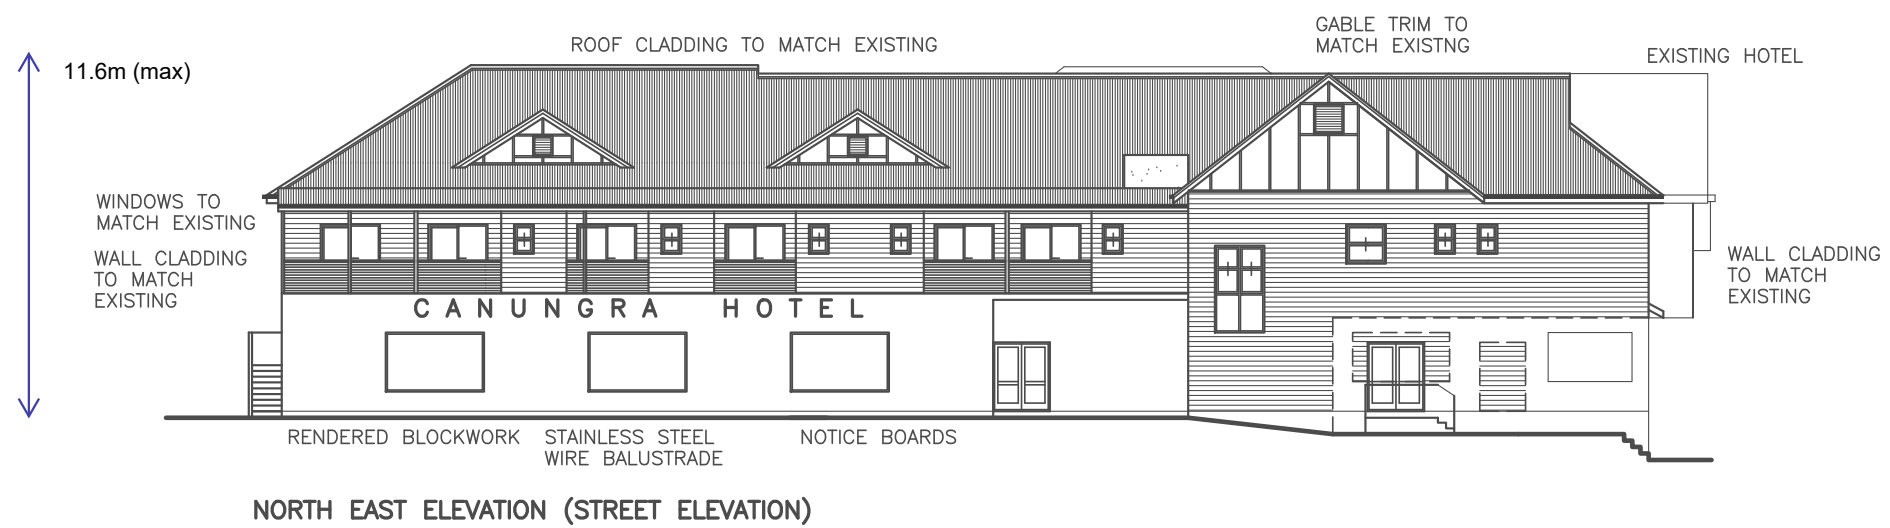 GABLE TRIM TO
MATCH EXISTNG
ROOF CLADDING TO MATCH EXISTING
EXISTING HOTEL
11.6m (max)
WINDOWS TO
MATCH EXISTING
WALL CLADDING
TO MATCH
EXISTING
WALL CLADDING
TO MATCH
EXISTING
CANUNGRA HOTEL
RENDERED BLOCKWORK
STAINLESS STEEL
WIRE BALUSTRADE
NOTICE BOARDS
NORTH EAST ELEVATION (STREET ELEVATION)